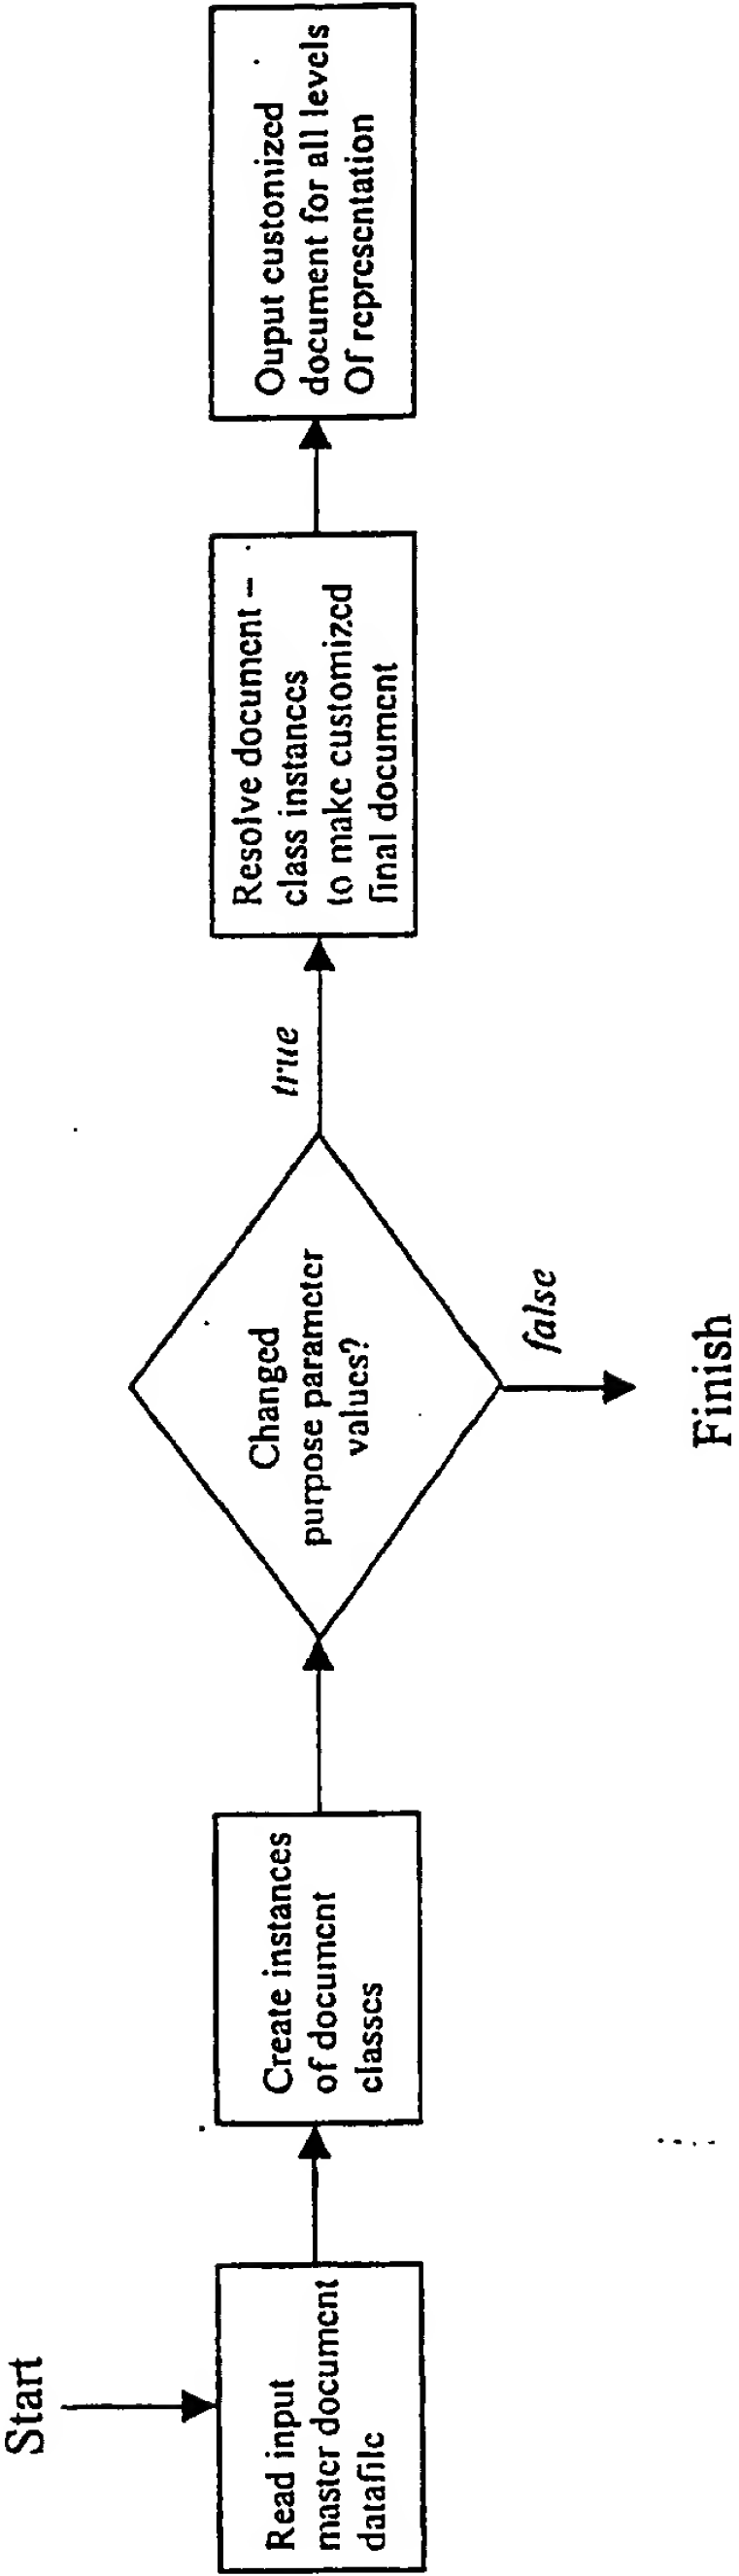 Start
Read input
master document
datafile
Create instances
of document
classes
Changed
purpose parameter
values?
true
false
Finish
Resolve document –
class instances
to make customized
final document
Ouput customized
document for all levels
Of representation